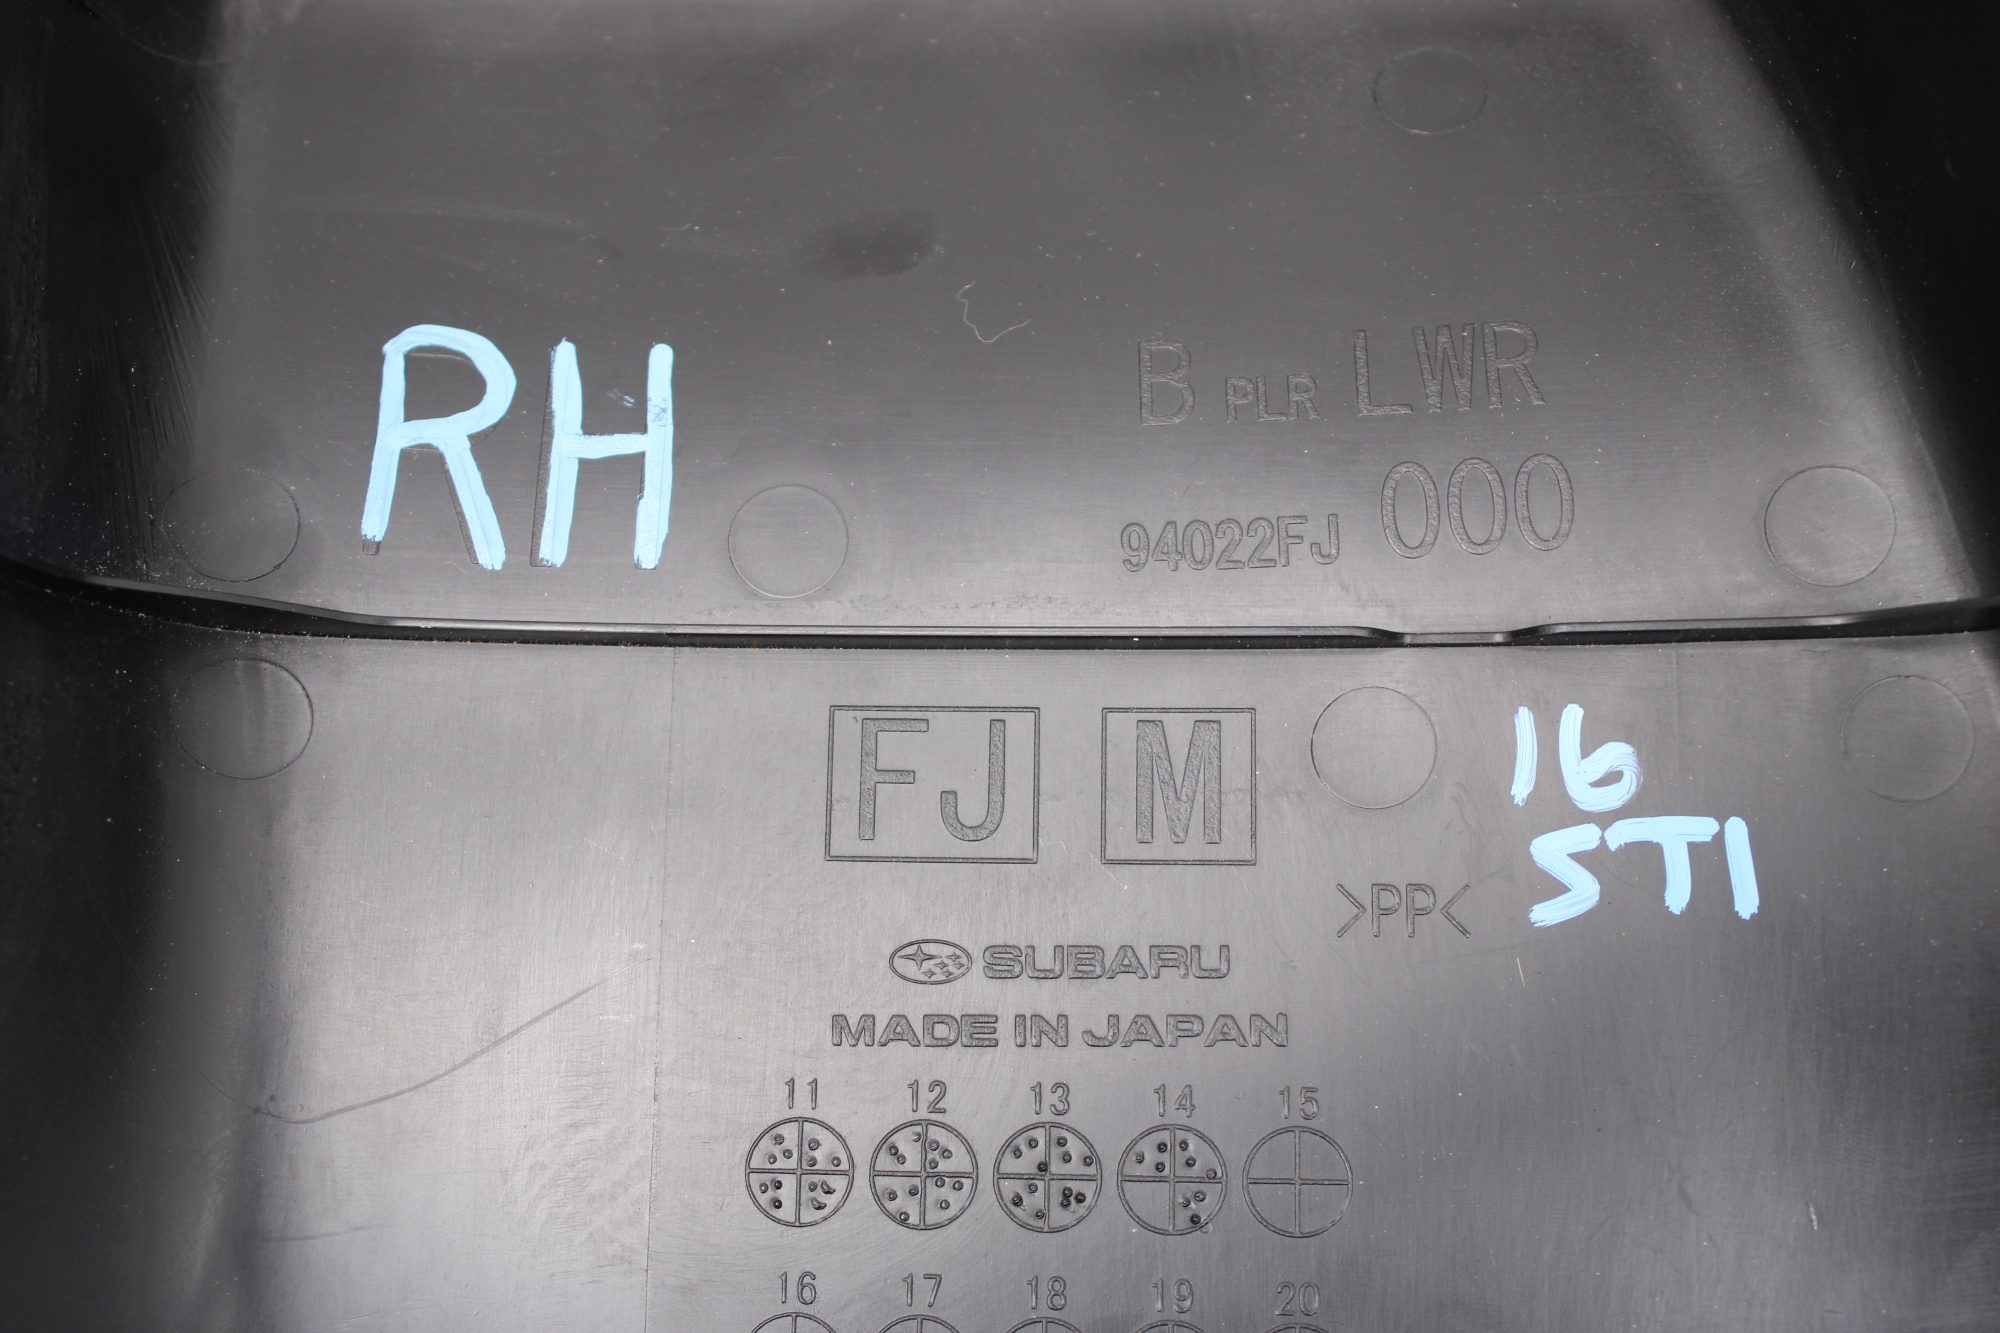 RH
B PLR LWR
94022FJ 000
FJ M
16
STI
>PP<
SUBARU
MADE IN JAPAN
11 12 13 14 15
16 17 18 19 20